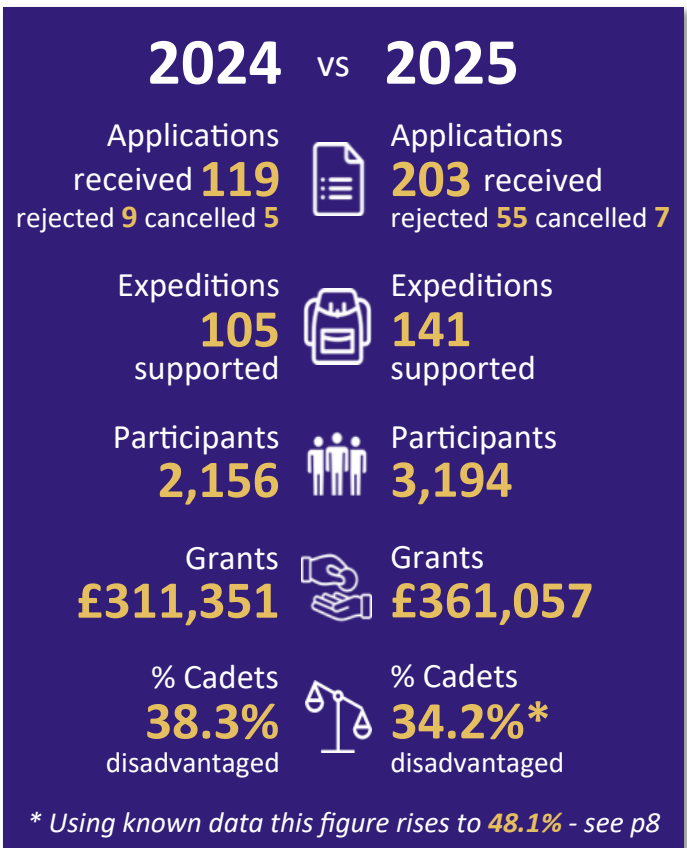 2024 vs 2025
Applications
received 119
rejected 9 cancelled 5
Applications
203 received
rejected 55 cancelled 7
Expeditions
105
supported
Expeditions
141
supported
Participants
2,156
Participants
3,194
Grants
£311,351
Grants
£361,057
% Cadets
38.3%
disadvantaged
% Cadets
34.2%*
disadvantaged
* Using known data this figure rises to 48.1% - see p8